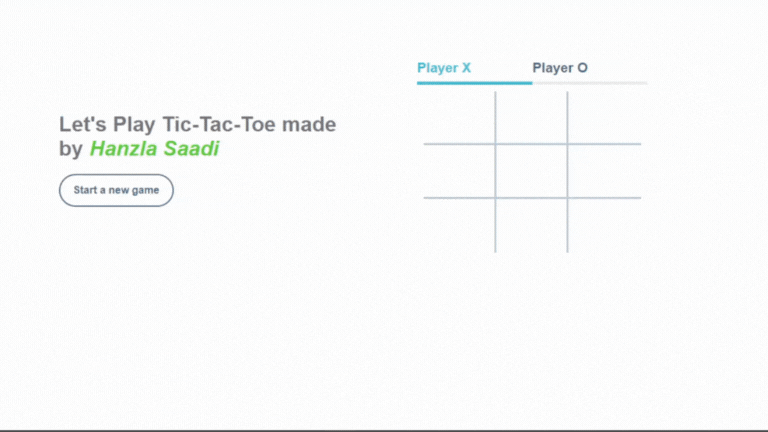 Player X Player O
Let's Play Tic-Tac-Toe made
by Hanzla Saadi
Start a new game